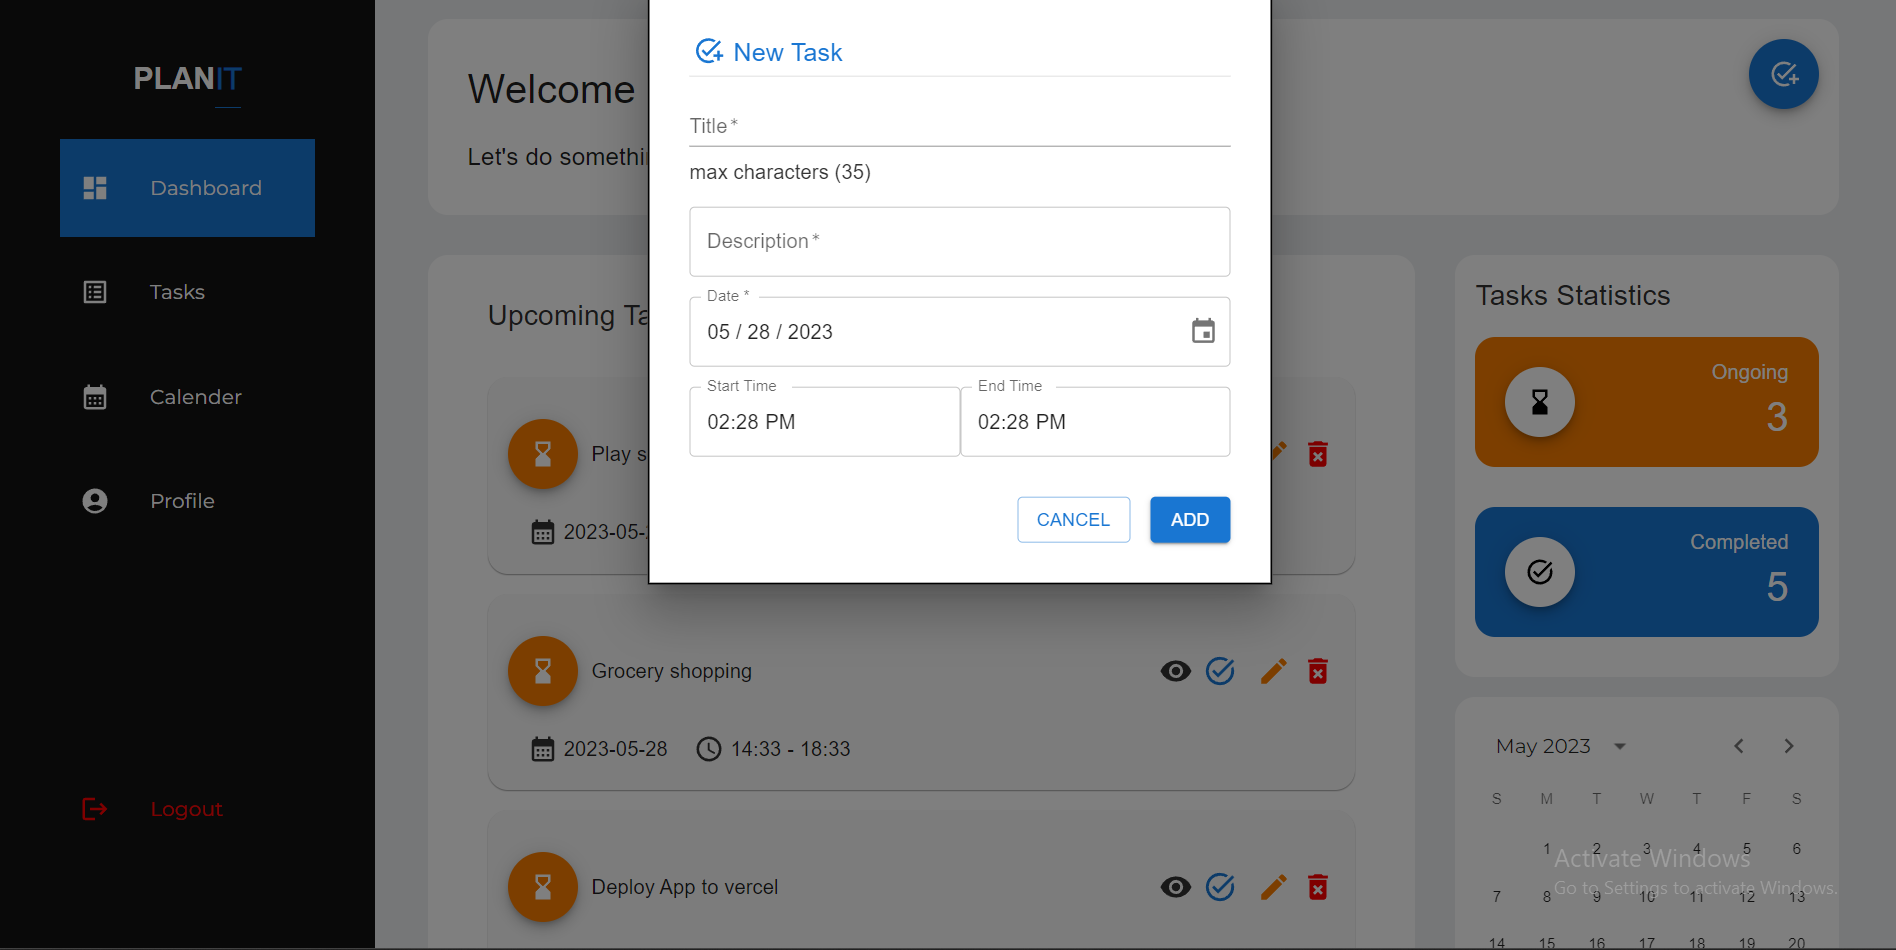 PLANIT
Dashboard
Tasks
Calender
Profile
Logout
Welcome
Let's do somethi
New Task
Title *
max characters (35)
Description *
Date *
05 / 28 / 2023
Start Time
02:28 PM
End Time
02:28 PM
CANCEL
ADD
Upcoming Ta
Play s
2023-05-
Grocery shopping
2023-05-28
14:33 - 18:33
Deploy App to vercel
Tasks Statistics
Ongoing
3
Completed
5
May 2023
S M T W T F S
1 2 3 4 5 6
7 8 9 10 11 12 13
14 15 16 17 18 19 20
Activate Windows
Go to Settings to activate Windows.